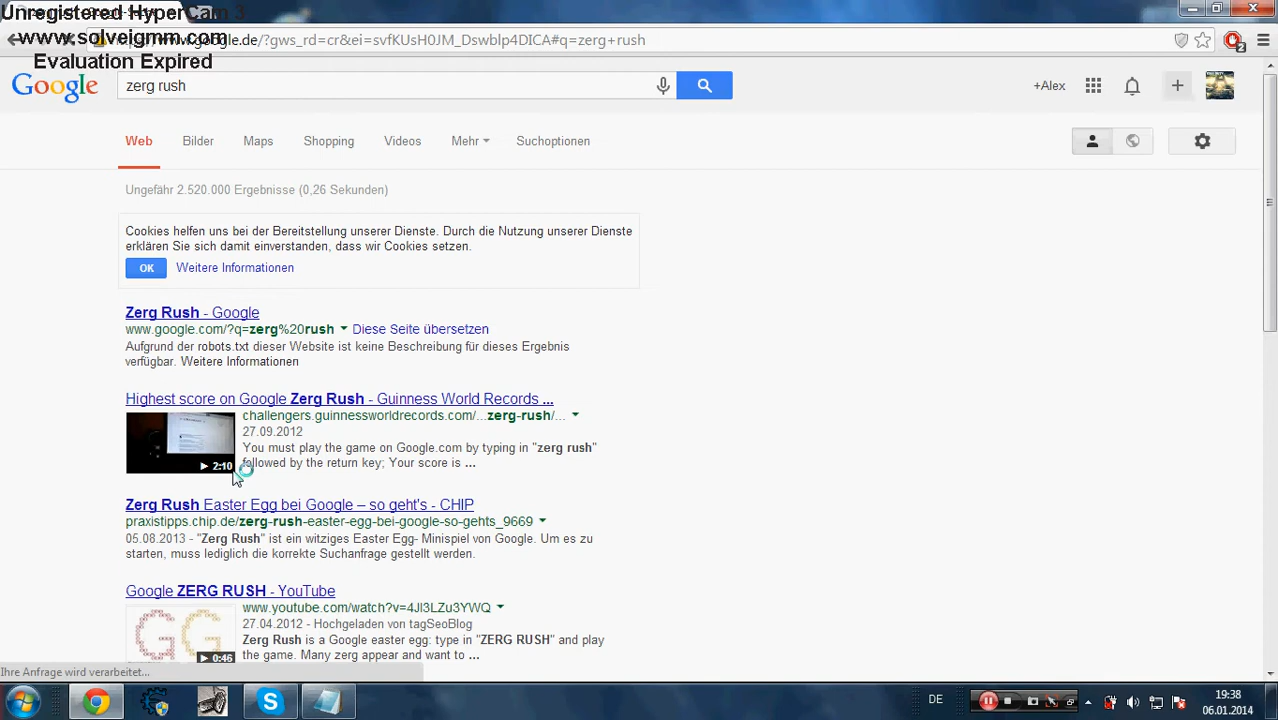 Unregistered HyperCam 3
www.solveigmm.com
Evaluation Expired
www.google.de/?gws_rd=cr&ei=svfKUsH0JM_Dswblp4DICA#q=zerg+rush
2
Google
zerg rush
+Alex
Web Bilder Maps Shopping Videos Mehr Suchoptionen
Ungefähr 2.520.000 Ergebnisse (0,26 Sekunden)
Cookies helfen uns bei der Bereitstellung unserer Dienste. Durch die Nutzung unserer Dienste
erklären Sie sich damit einverstanden, dass wir Cookies setzen.
OK Weitere Informationen
Zerg Rush - Google
www.google.com/?q=zerg%20rush Diese Seite übersetzen
Aufgrund der robots.txt dieser Website ist keine Beschreibung für dieses Ergebnis
verfügbar. Weitere Informationen
Highest score on Google Zerg Rush - Guinness World Records ...
challengers.guinnessworldrecords.com/...zerg-rush/...
27.09.2012
You must play the game on Google.com by typing in "zerg rush"
followed by the return key; Your score is ...
2:10
Zerg Rush Easter Egg bei Google – so geht's - CHIP
praxistipps.chip.de/zerg-rush-easter-egg-bei-google-so-gehts_9669
05.08.2013 - "Zerg Rush" ist ein witziges Easter Egg- Minispiel von Google. Um es zu
starten, muss lediglich die korrekte Suchanfrage gestellt werden.
Google ZERG RUSH - YouTube
www.youtube.com/watch?v=4Jl3LZu3YWQ
27.04.2012 - Hochgeladen von tagSeoBlog
Zerg Rush is a Google easter egg: type in "ZERG RUSH" and play
the game. Many zerg appear and want to ...
0:46
Ihre Anfrage wird verarbeitet...
DE
19:38
06.01.2014